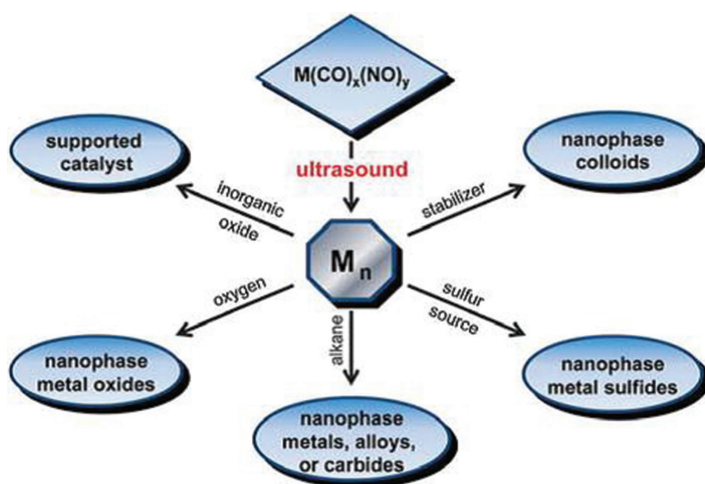 M(CO)ₓ(NO)ᵧ
supported
catalyst
nanophase
colloids
ultrasound
inorganic
oxide
stabilizer
Mₙ
oxygen
sulfur
source
alkane
nanophase
metal oxides
nanophase
metal sulfides
nanophase
metals, alloys,
or carbides